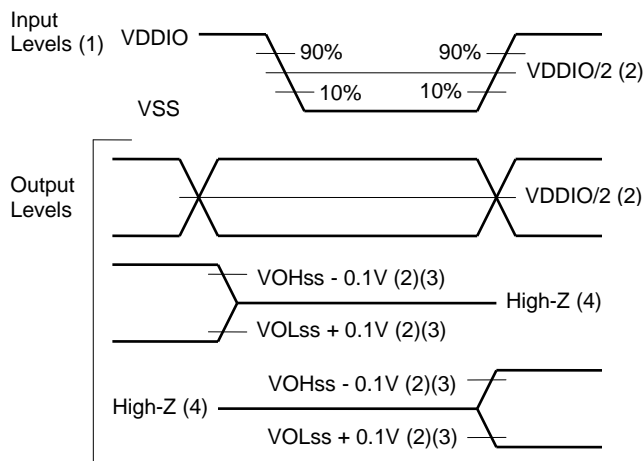 Input
Levels (1)
VDDIO
90%
90%
VDDIO/2 (2)
10%
10%
VSS
Output
Levels
VDDIO/2 (2)
VOHss - 0.1V (2)(3)
High-Z (4)
VOLss + 0.1V (2)(3)
VOHss - 0.1V (2)(3)
High-Z (4)
VOLss + 0.1V (2)(3)